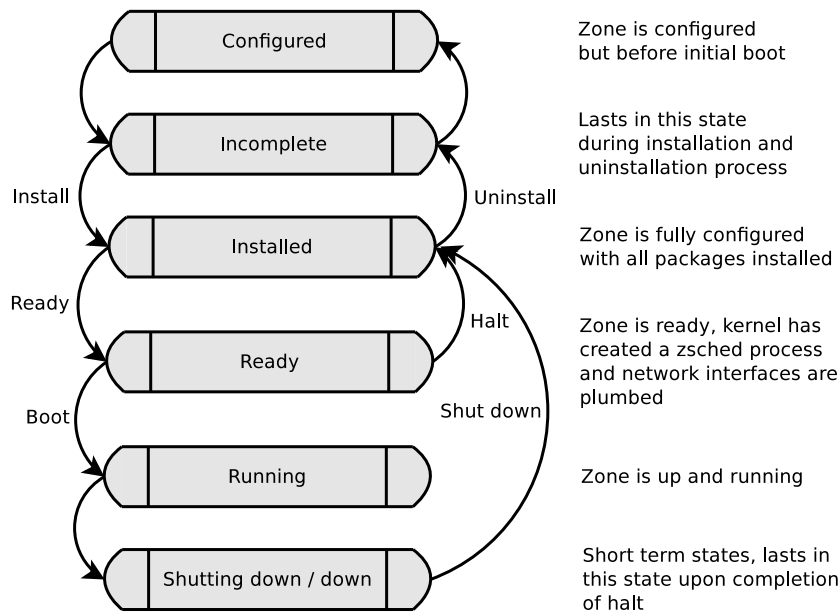 Configured
Zone is configured
but before initial boot
Incomplete
Lasts in this state
during installation and
uninstallation process
Install
Uninstall
Installed
Zone is fully configured
with all packages installed
Ready
Halt
Ready
Zone is ready, kernel has
created a zsched process
and network interfaces are
plumbed
Boot
Shut down
Running
Zone is up and running
Shutting down / down
Short term states, lasts in
this state upon completion
of halt